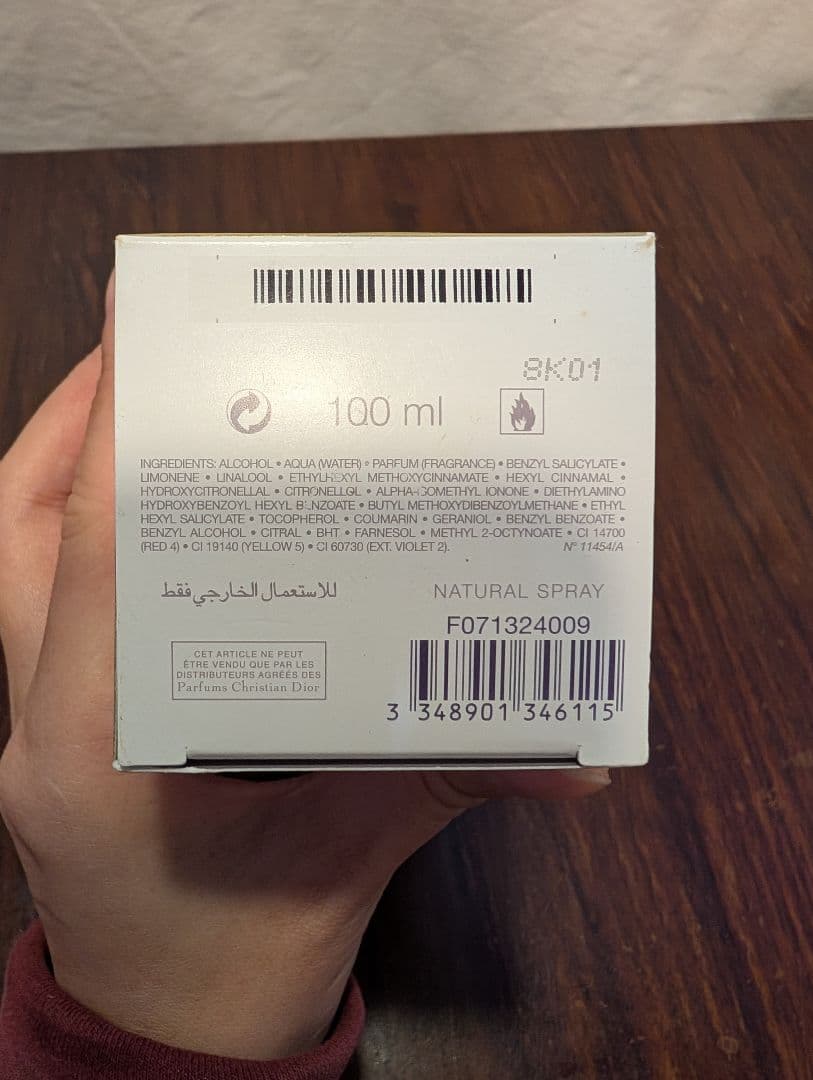 8K01
100 ml
INGREDIENTS: ALCOHOL • AQUA (WATER) • PARFUM (FRAGRANCE) • BENZYL SALICYLATE •
LIMONENE • LINALOOL • ETHYLHEXYL METHOXYCINNAMATE • HEXYL CINNAMAL •
HYDROXYCITRONELLAL • CITRONELLOL • ALPHA-ISOMETHYL IONONE • DIETHYLAMINO
HYDROXYBENZOYL HEXYL BENZOATE • BUTYL METHOXYDIBENZOYLMETHANE • ETHYL
HEXYL SALICYLATE • TOCOPHEROL • COUMARIN • GERANIOL • BENZYL BENZOATE •
BENZYL ALCOHOL • CITRAL • BHT • FARNESOL • METHYL 2-OCTYNOATE • CI 14700
(RED 4) • CI 19140 (YELLOW 5) • CI 60730 (EXT. VIOLET 2). N° 11454/A
للاستعمال الخارجي فقط
NATURAL SPRAY
F071324009
CET ARTICLE NE PEUT
ÊTRE VENDU QUE PAR LES
DISTRIBUTEURS AGRÉÉS DES
Parfums Christian Dior
3 348901 346115